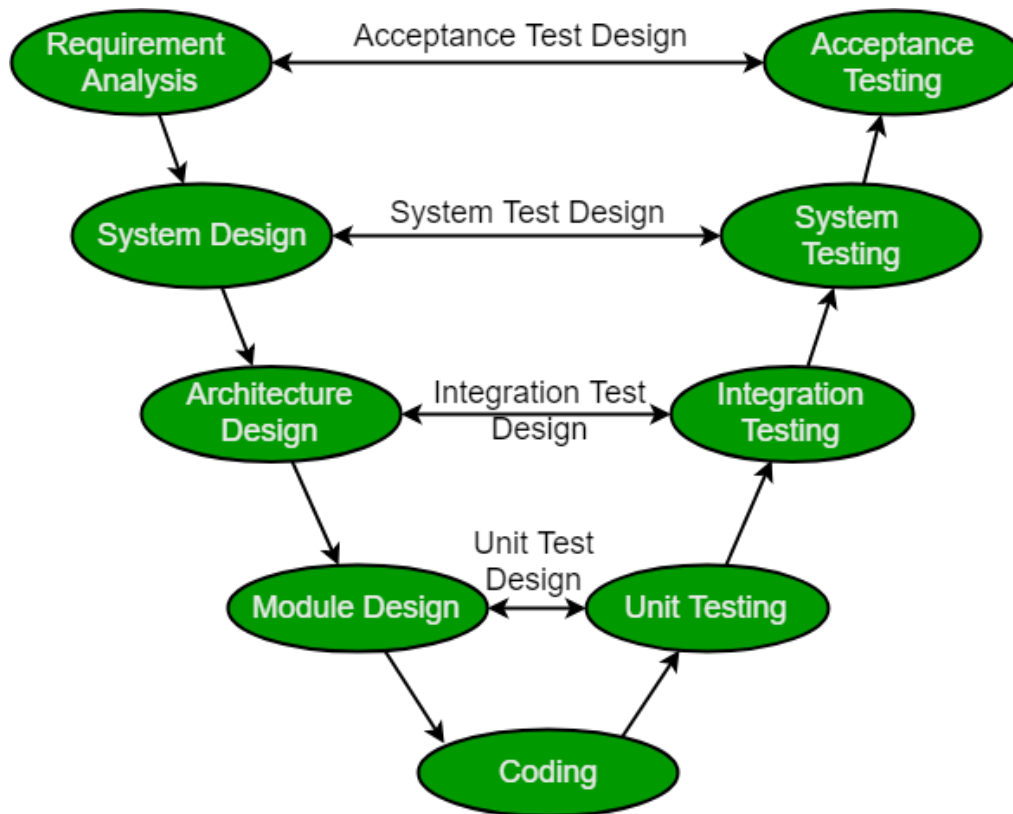 Requirement
Analysis
Acceptance Test Design
Acceptance
Testing
System Design
System Test Design
System
Testing
Architecture
Design
Integration Test
Design
Integration
Testing
Module Design
Unit Test
Design
Unit Testing
Coding